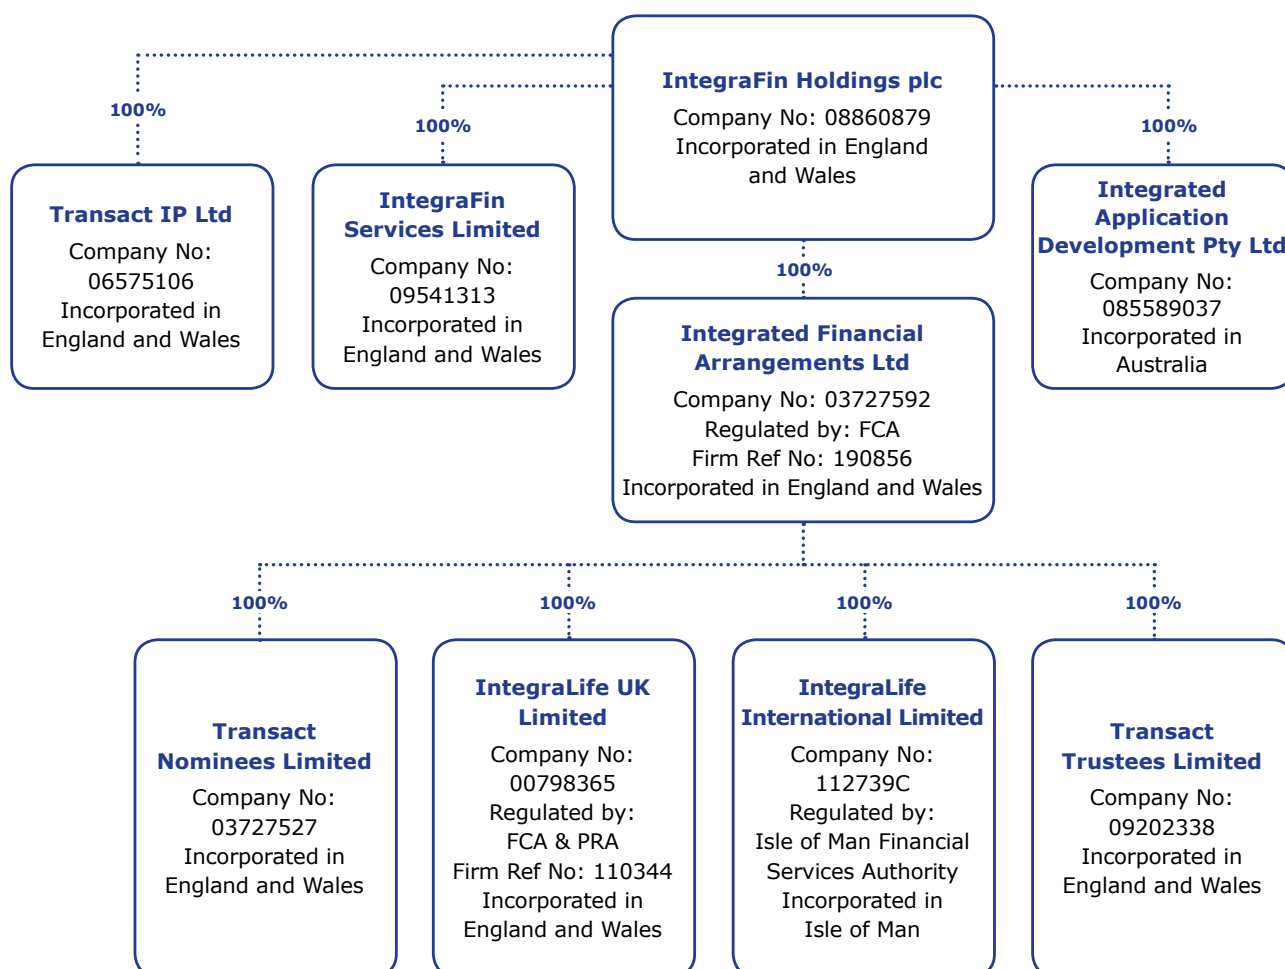 IntegraFin Holdings plc
Company No: 08860879
Incorporated in England
and Wales
100%
100%
100%
Transact IP Ltd
Company No:
06575106
Incorporated in
England and Wales
IntegraFin
Services Limited
Company No:
09541313
Incorporated in
England and Wales
Integrated
Application
Development Pty Ltd
Company No:
085589037
Incorporated in
Australia
100%
Integrated Financial
Arrangements Ltd
Company No: 03727592
Regulated by: FCA
Firm Ref No: 190856
Incorporated in England and Wales
100%
100%
100%
100%
Transact
Nominees Limited
Company No:
03727527
Incorporated in
England and Wales
IntegraLife UK
Limited
Company No:
00798365
Regulated by:
FCA & PRA
Firm Ref No: 110344
Incorporated in
England and Wales
IntegraLife
International Limited
Company No:
112739C
Regulated by:
Isle of Man Financial
Services Authority
Incorporated in
Isle of Man
Transact
Trustees Limited
Company No:
09202338
Incorporated in
England and Wales